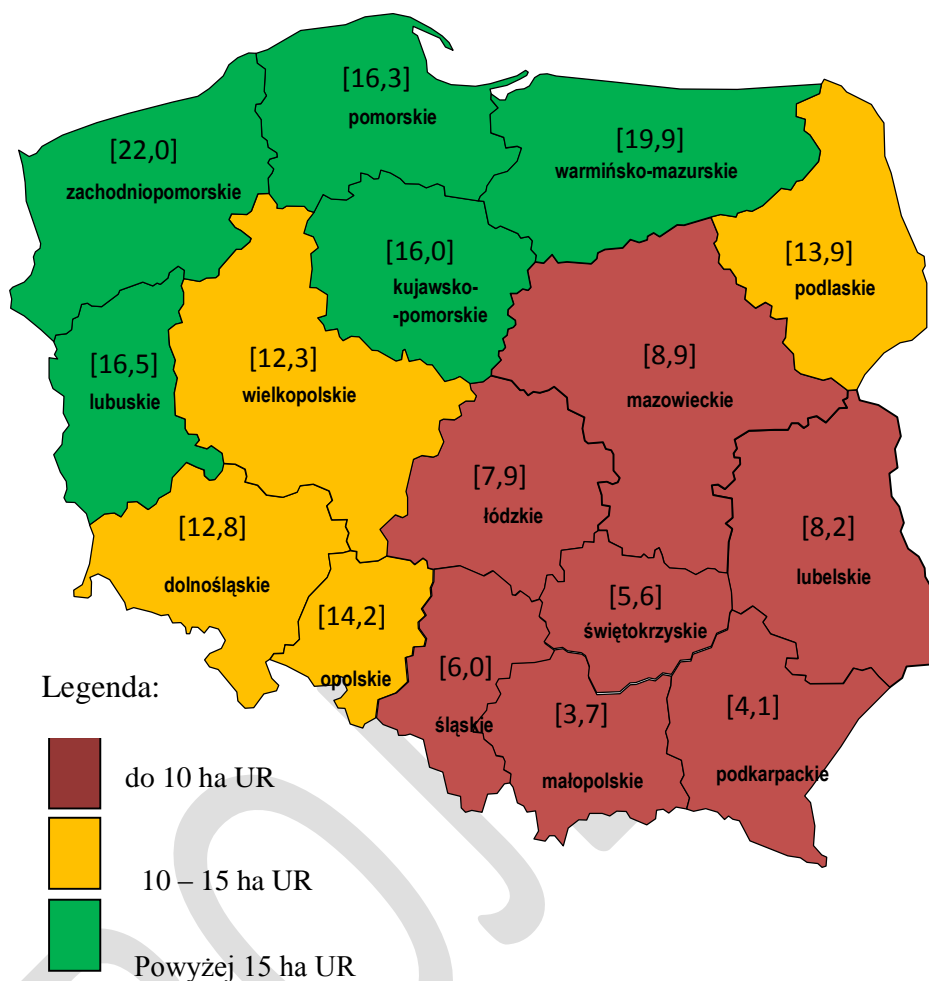 [16,3]
pomorskie
[22,0]
zachodniopomorskie
[19,9]
warmińsko-mazurskie
[16,0]
kujawsko-
-pomorskie
[13,9]
podlaskie
[16,5]
lubuskie
[12,3]
wielkopolskie
[8,9]
mazowieckie
[7,9]
łódzkie
[12,8]
dolnośląskie
[8,2]
lubelskie
[14,2]
opolskie
[5,6]
świętokrzyskie
[6,0]
śląskie
[3,7]
małopolskie
[4,1]
podkarpackie
Legenda:
do 10 ha UR
10 – 15 ha UR
Powyżej 15 ha UR